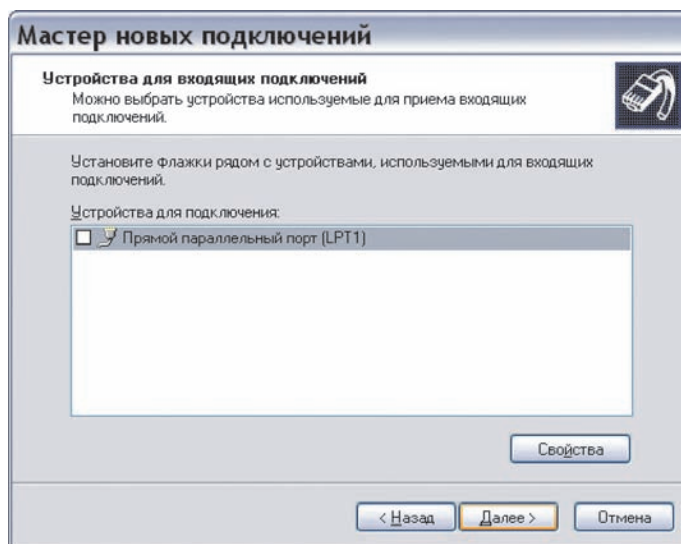 Мастер новых подключений
Устройства для входящих подключений
Можно выбрать устройства используемые для приема входящих
подключений.
Установите флажки рядом с устройствами, используемыми для входящих
подключений.
Устройства для подключения:
Прямой параллельный порт (LPT1)
Свойства
< Назад
Далее >
Отмена